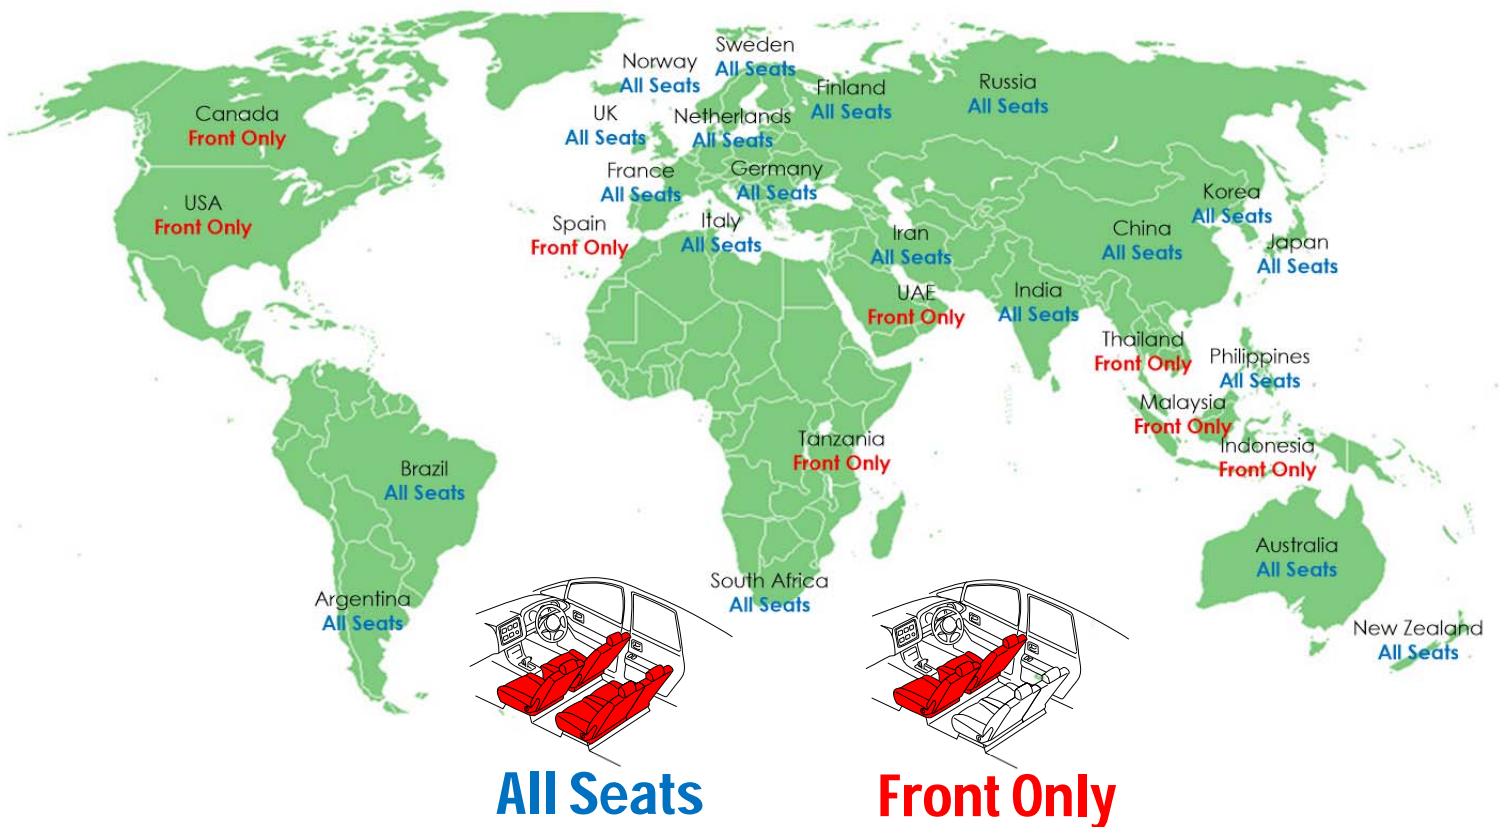 Sweden
All Seats
Norway
All Seats
Finland
All Seats
Russia
All Seats
Canada
Front Only
UK
All Seats
Netherlands
All Seats
France
All Seats
Germany
All Seats
Korea
All Seats
USA
Front Only
Spain
Front Only
Italy
All Seats
Iran
All Seats
China
All Seats
Japan
All Seats
UAE
Front Only
India
All Seats
Thailand
Front Only
Philippines
All Seats
Malaysia
Front Only
Tanzania
Front Only
Indonesia
Front Only
Brazil
All Seats
Australia
All Seats
South Africa
All Seats
Argentina
All Seats
New Zealand
All Seats
All Seats
Front Only